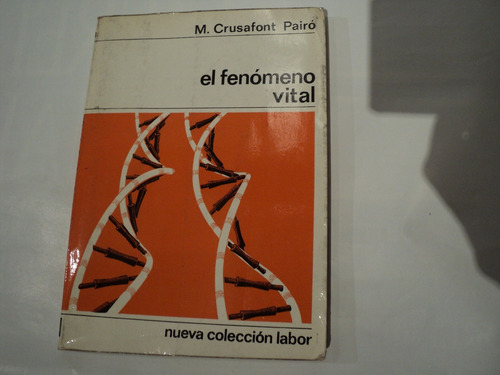 M. Crusafont Pairó
el fenómeno
vital
nueva colección labor